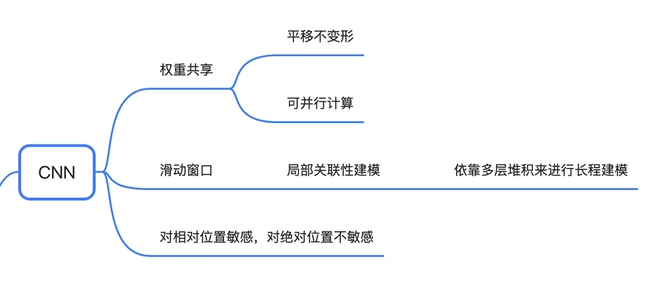 平移不变形
权重共享
可并行计算
CNN
滑动窗口
局部关联性建模
依靠多层堆积来进行长程建模
对相对位置敏感，对绝对位置不敏感